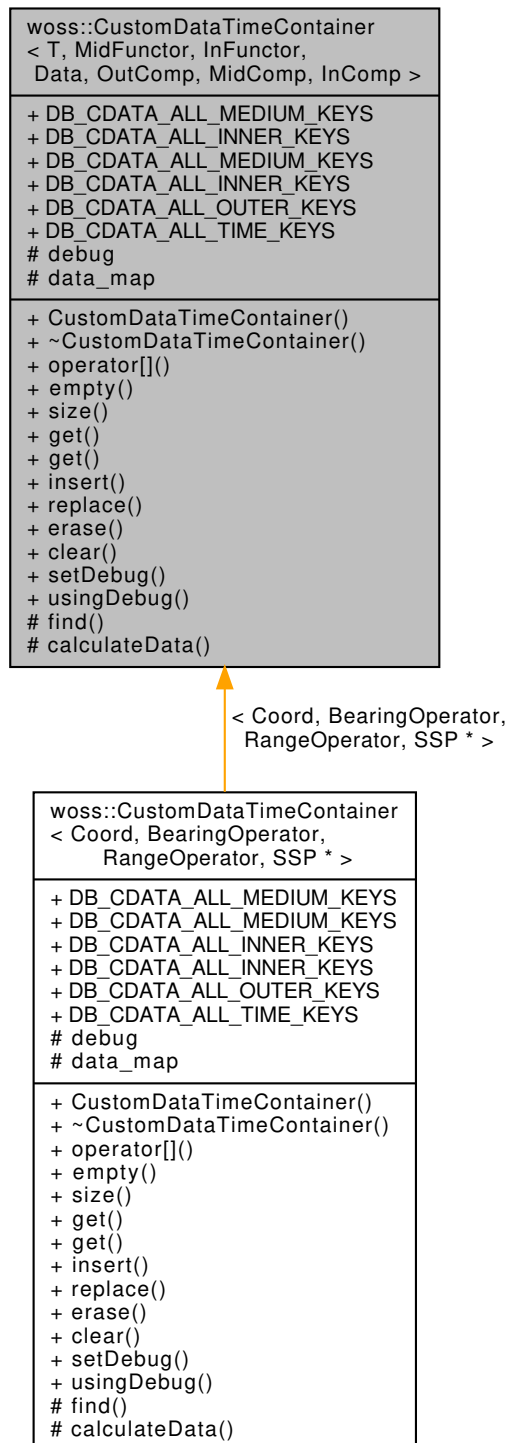 woss::CustomDataTimeContainer
< T, MidFunctor, InFunctor,
Data, OutComp, MidComp, InComp >
+ DB_CDATA_ALL_MEDIUM_KEYS
+ DB_CDATA_ALL_INNER_KEYS
+ DB_CDATA_ALL_MEDIUM_KEYS
+ DB_CDATA_ALL_INNER_KEYS
+ DB_CDATA_ALL_OUTER_KEYS
+ DB_CDATA_ALL_TIME_KEYS
# debug
# data_map
+ CustomDataTimeContainer()
+ ~CustomDataTimeContainer()
+ operator[]()
+ empty()
+ size()
+ get()
+ get()
+ insert()
+ replace()
+ erase()
+ clear()
+ setDebug()
+ usingDebug()
# find()
# calculateData()
< Coord, BearingOperator,
RangeOperator, SSP * >
woss::CustomDataTimeContainer
< Coord, BearingOperator,
RangeOperator, SSP * >
+ DB_CDATA_ALL_MEDIUM_KEYS
+ DB_CDATA_ALL_MEDIUM_KEYS
+ DB_CDATA_ALL_INNER_KEYS
+ DB_CDATA_ALL_INNER_KEYS
+ DB_CDATA_ALL_OUTER_KEYS
+ DB_CDATA_ALL_TIME_KEYS
# debug
# data_map
+ CustomDataTimeContainer()
+ ~CustomDataTimeContainer()
+ operator[]()
+ empty()
+ size()
+ get()
+ get()
+ insert()
+ replace()
+ erase()
+ clear()
+ setDebug()
+ usingDebug()
# find()
# calculateData()